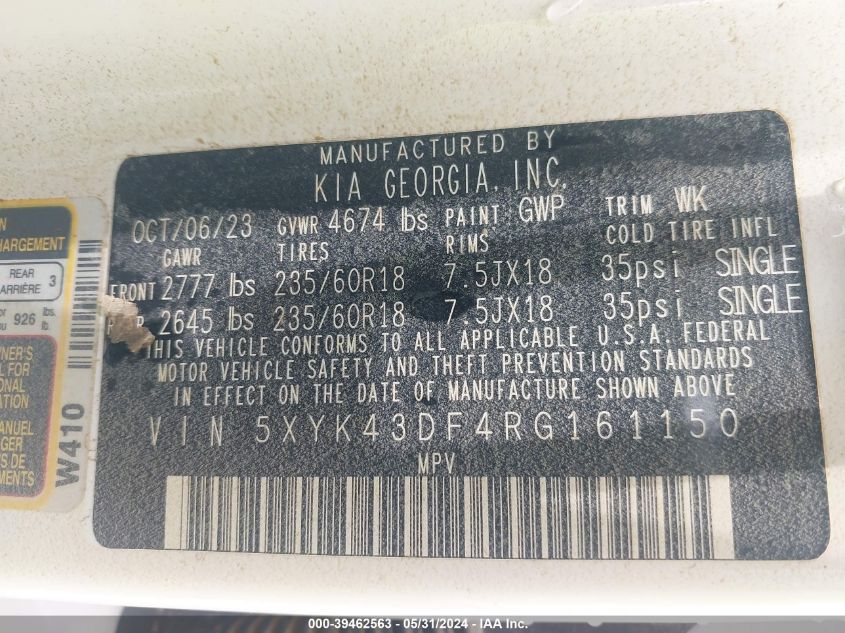 MANUFACTURED BY
KIA GEORGIA, INC.
OCT/06/23 GVWR 4674 lbs PAINT GWP TRIM WK
GAWR TIRES RIMS COLD TIRE INFL
FRONT 2777 lbs 235/60R18 7.5JX18 35psi SINGLE
2645 lbs 235/60R18 7.5JX18 35psi SINGLE
THIS VEHICLE CONFORMS TO ALL APPLICABLE U.S.A. FEDERAL
MOTOR VEHICLE SAFETY AND THEFT PREVENTION STANDARDS
IN EFFECT ON THE DATE OF MANUFACTURE SHOWN ABOVE
VIN 5XYK43DF4RG161150
MPV
HARGEMENT
REAR 3
ARRIÈRE
926 lbs.
W410
000-39462563 - 05/31/2024 - IAA Inc.